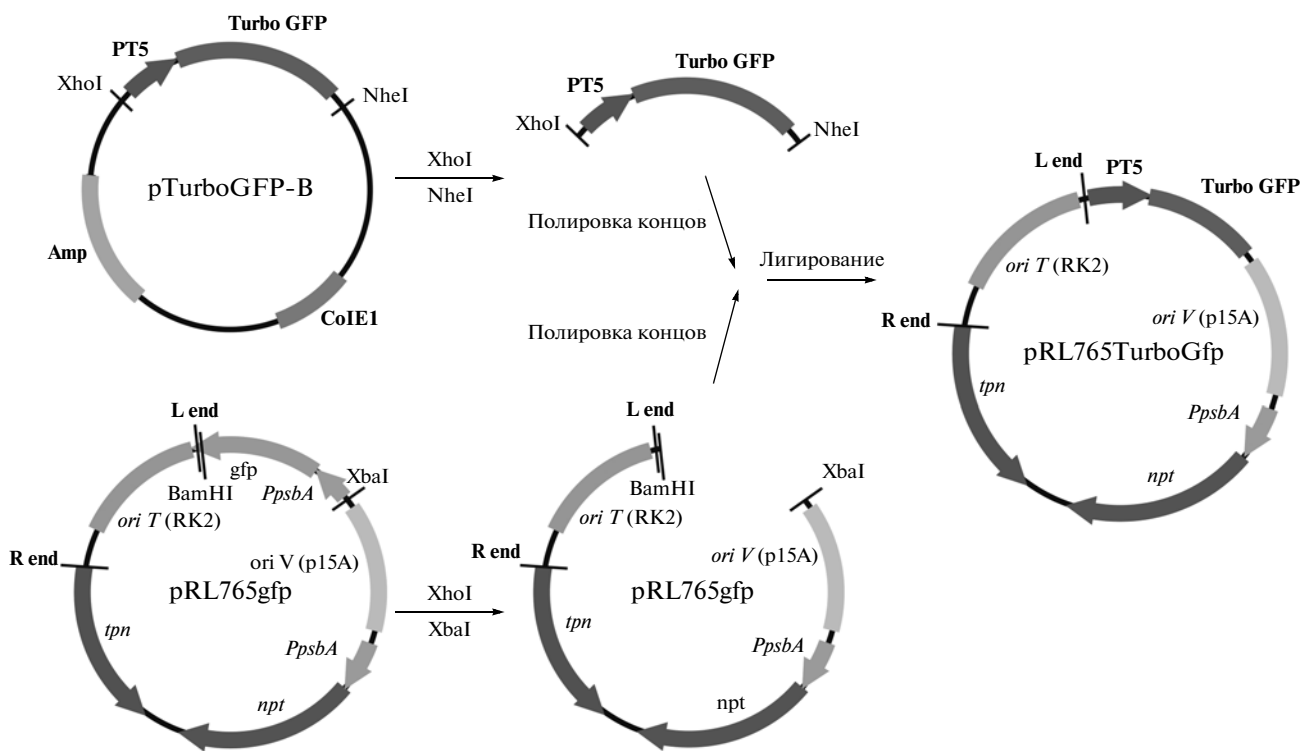 Turbo GFP
PT5
XhoI
NheI
pTurboGFP-B
Amp
CoIE1
XhoI
NheI
Turbo GFP
PT5
XhoI
NheI
Полировка концов
Полировка концов
Лигирование
L end
PT5
Turbo GFP
ori T (RK2)
R end
ori V (p15A)
pRL765TurboGfp
tpn
PpsbA
npt
L end
gfp
XbaI
BamHI
PpsbA
ori T (RK2)
R end
ori V (p15A)
pRL765gfp
tpn
PpsbA
npt
XhoI
XbaI
L end
XbaI
BamHI
ori T (RK2)
R end
ori V (p15A)
pRL765gfp
tpn
PpsbA
npt